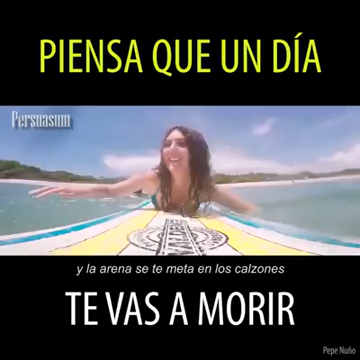 PIENSA QUE UN DÍA
Persuasum
y la arena se te meta en los calzones
TE VAS A MORIR
Pepe Nuño